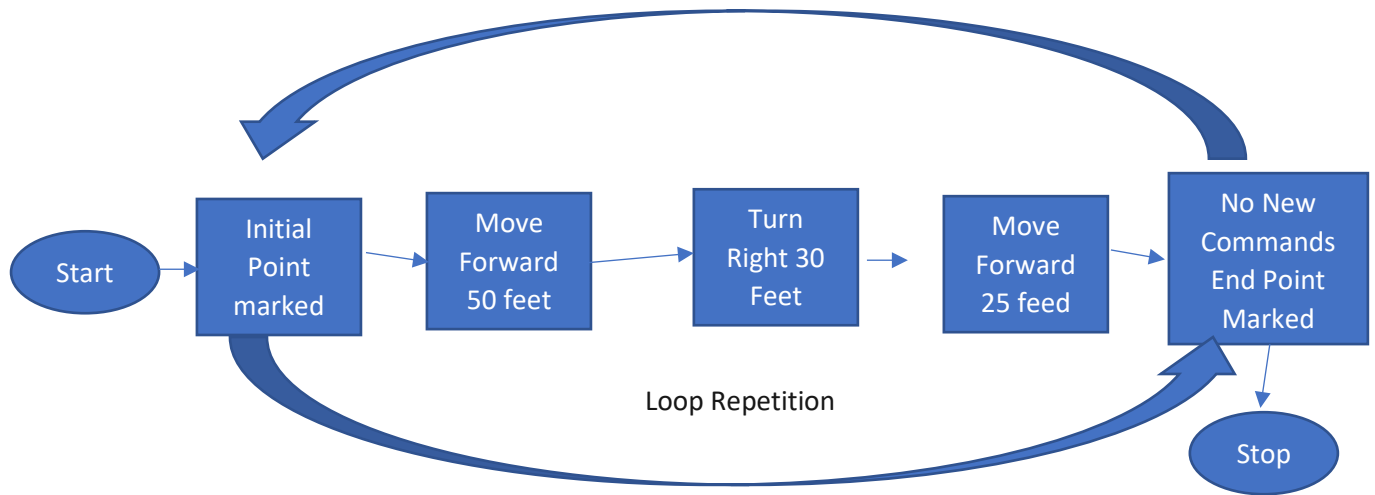 Start
Initial
Point
marked
Move
Forward
50 feet
Turn
Right 30
Feet
Move
Forward
25 feed
No New
Commands
End Point
Marked
Loop Repetition
Stop